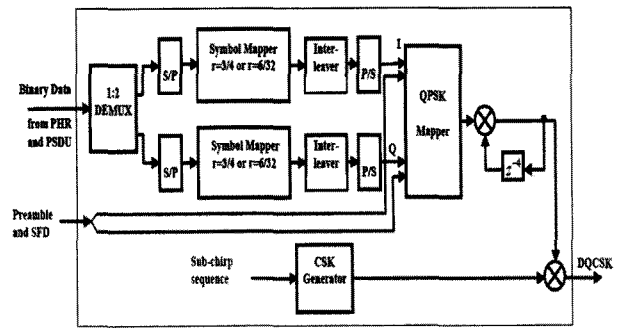 Binary Data
from PHR
and PSDU
1:2
DEMUX
S/P
Symbol Mapper
r=3/4 or r=6/32
Inter-
leaver
P/S
I
S/P
Symbol Mapper
r=3/4 or r=6/32
Inter-
leaver
P/S
Q
QPSK
Mapper
z⁻⁴
Preamble
and SFD
Sub-chirp
sequence
CSK
Generator
DQCSK